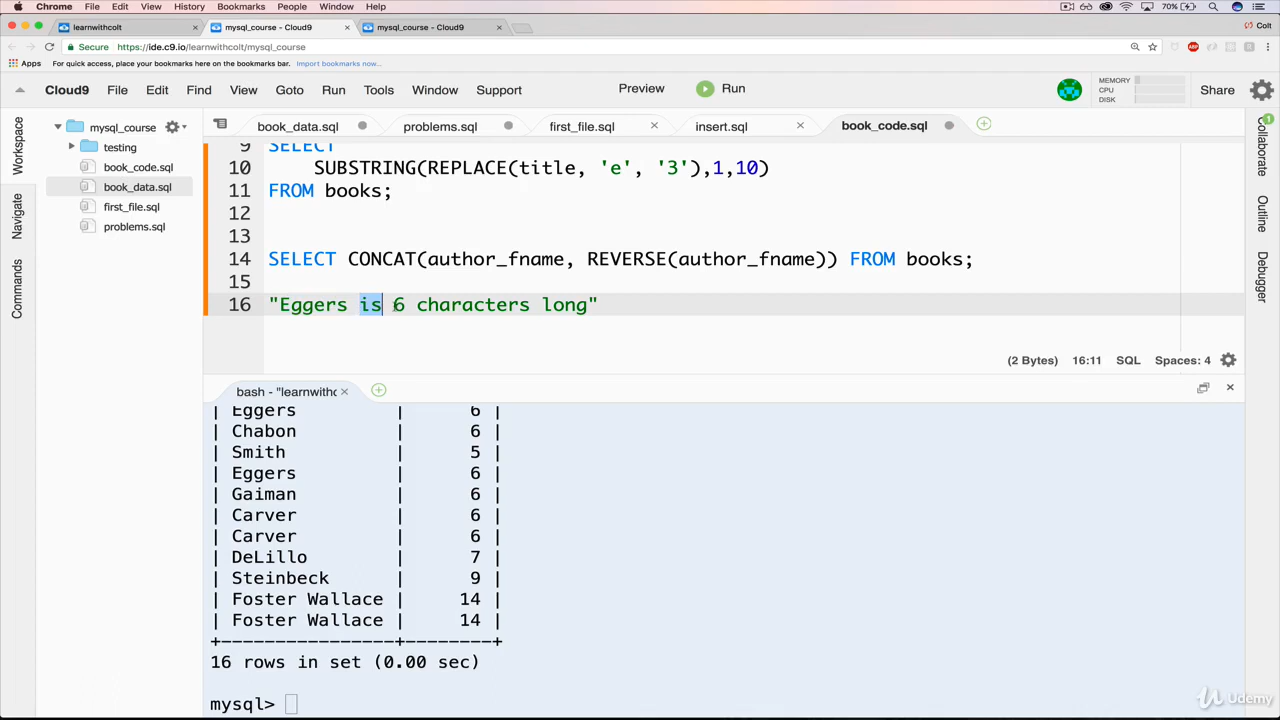 Chrome File Edit View History Bookmarks People Window Help 70%
learnwithcolt mysql_course - Cloud9 mysql_course - Cloud9 Colt
Secure https://ide.c9.io/learnwithcolt/mysql_course
Apps For quick access, place your bookmarks here on the bookmarks bar. Import bookmarks now...
Cloud9 File Edit Find View Goto Run Tools Window Support Preview Run MEMORY CPU DISK Share
Workspace
Navigate
Commands
mysql_course
testing
book_code.sql
book_data.sql
first_file.sql
problems.sql
book_data.sql problems.sql first_file.sql insert.sql book_code.sql
9 SELECT
10 SUBSTRING(REPLACE(title, 'e', '3'),1,10)
11 FROM books;
12
13
14 SELECT CONCAT(author_fname, REVERSE(author_fname)) FROM books;
15
16 "Eggers is 6 characters long"
(2 Bytes) 16:11 SQL Spaces: 4
Collaborate
1
Outline
Debugger
bash - "learnwithc
| Eggers | 6 |
| Chabon | 6 |
| Smith | 5 |
| Eggers | 6 |
| Gaiman | 6 |
| Carver | 6 |
| Carver | 6 |
| DeLillo | 7 |
| Steinbeck | 9 |
| Foster Wallace | 14 |
| Foster Wallace | 14 |
+----------------+--------+
16 rows in set (0.00 sec)
mysql>
Udemy